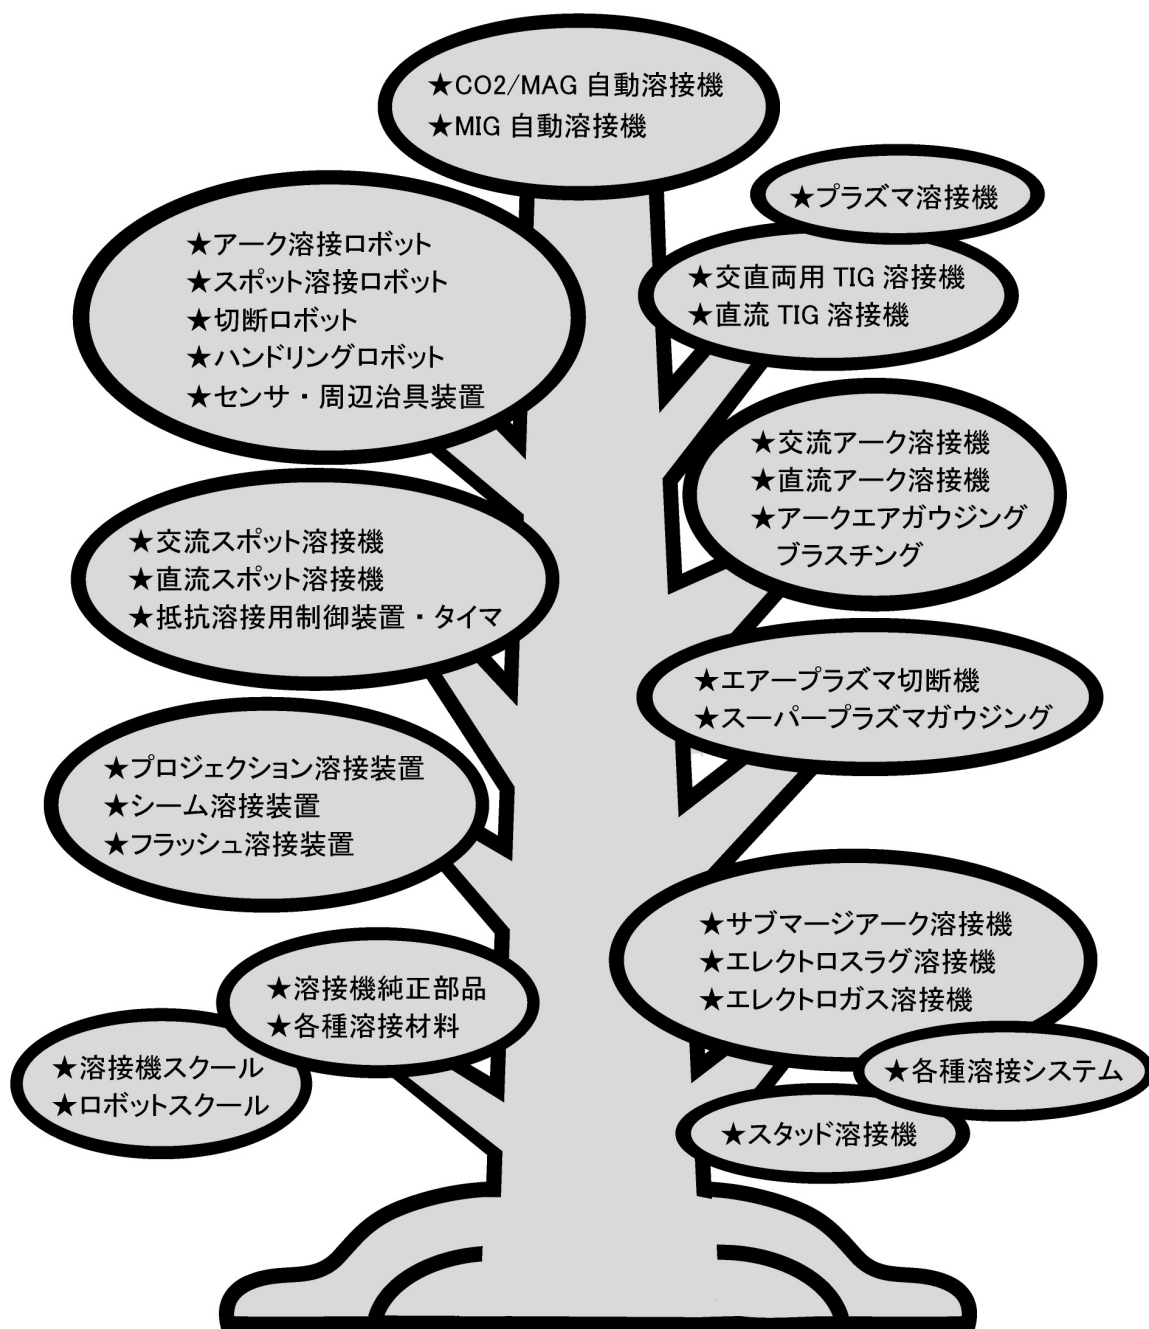 ★CO2/MAG 自動溶接機
★MIG 自動溶接機
★プラズマ溶接機
★アーク溶接ロボット
★スポット溶接ロボット
★切断ロボット
★ハンドリングロボット
★センサ・周辺治具装置
★交直両用 TIG 溶接機
★直流 TIG 溶接機
★交流アーク溶接機
★直流アーク溶接機
★アークエアガウジング
ブラスチング
★交流スポット溶接機
★直流スポット溶接機
★抵抗溶接用制御装置・タイマ
★エアープラズマ切断機
★スーパープラズマガウジング
★プロジェクション溶接装置
★シーム溶接装置
★フラッシュ溶接装置
★サブマージアーク溶接機
★エレクトロスラグ溶接機
★エレクトロガス溶接機
★溶接機純正部品
★各種溶接材料
★溶接機スクール
★ロボットスクール
★各種溶接システム
★スタッド溶接機